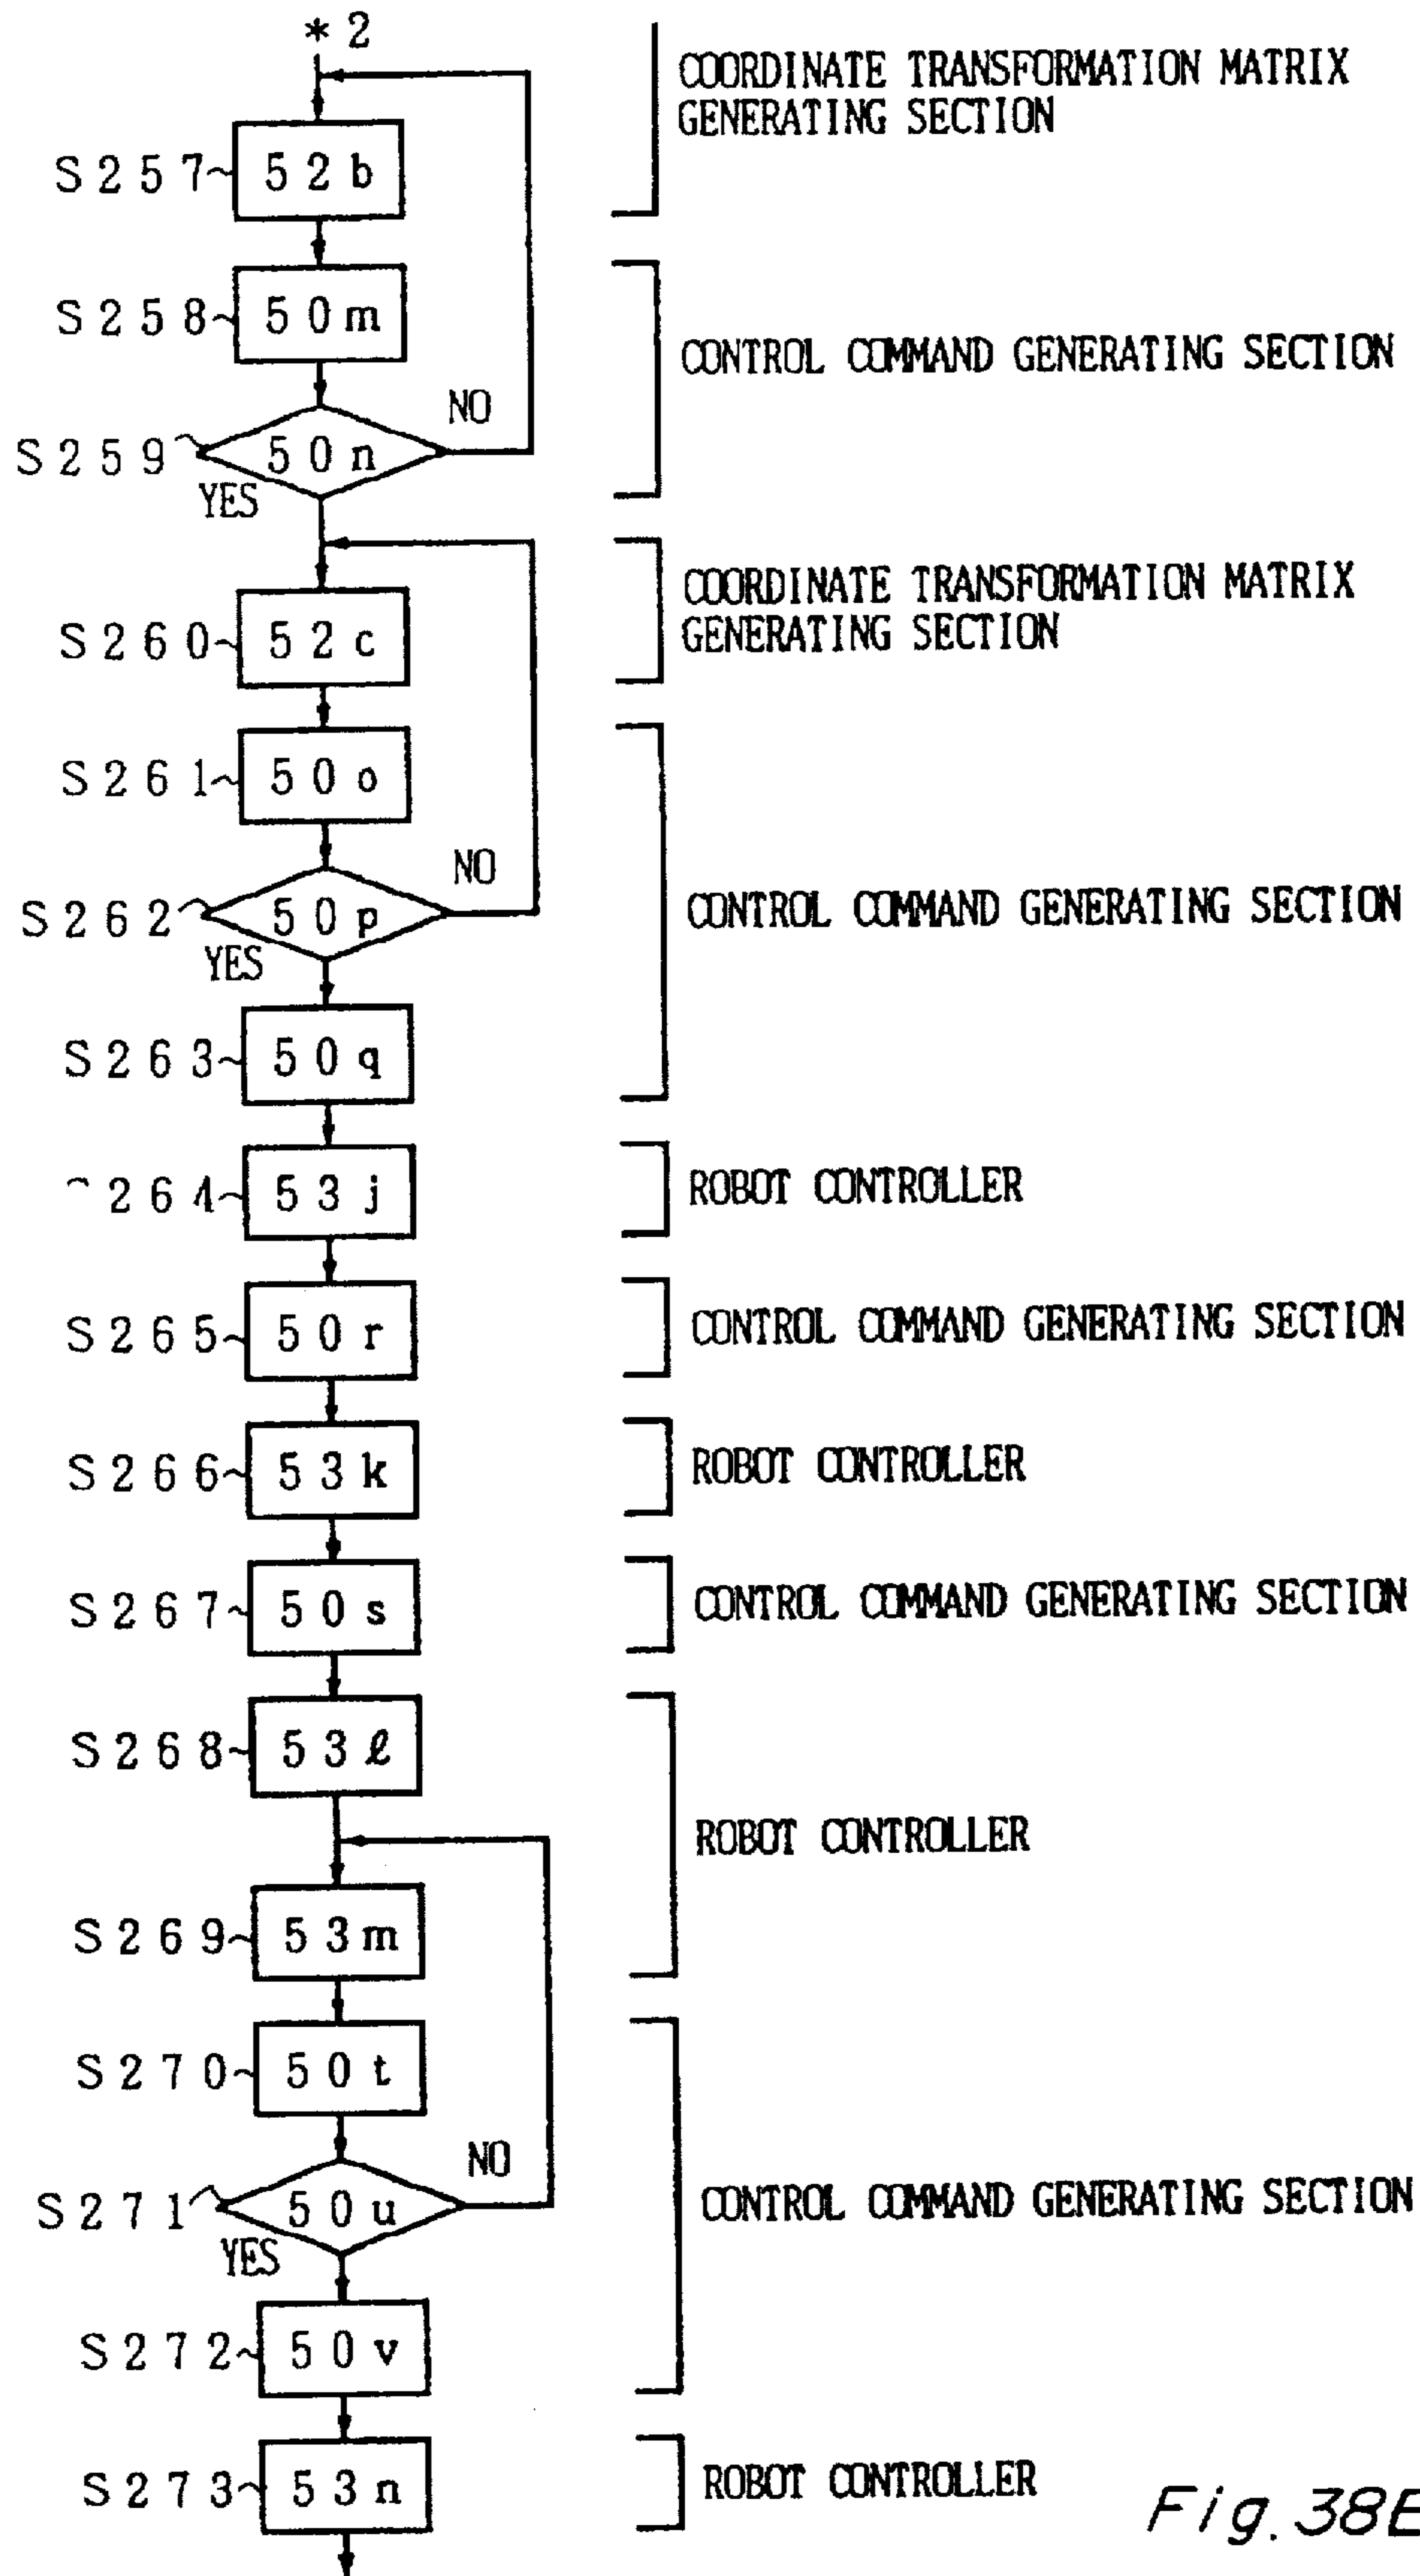 * 2
COORDINATE TRANSFORMATION MATRIX
GENERATING SECTION
S257 52b
S258 50m
CONTROL COMMAND GENERATING SECTION
NO
S259 50n
YES
COORDINATE TRANSFORMATION MATRIX
GENERATING SECTION
S260 52c
S261 50o
NO
S262 50p
CONTROL COMMAND GENERATING SECTION
YES
S263 50q
264 53j
ROBOT CONTROLLER
S265 50r
CONTROL COMMAND GENERATING SECTION
S266 53k
ROBOT CONTROLLER
S267 50s
CONTROL COMMAND GENERATING SECTION
S268 53ℓ
ROBOT CONTROLLER
S269 53m
S270 50t
NO
S271 50u
CONTROL COMMAND GENERATING SECTION
YES
S272 50v
S273 53n
ROBOT CONTROLLER
Fig. 38E